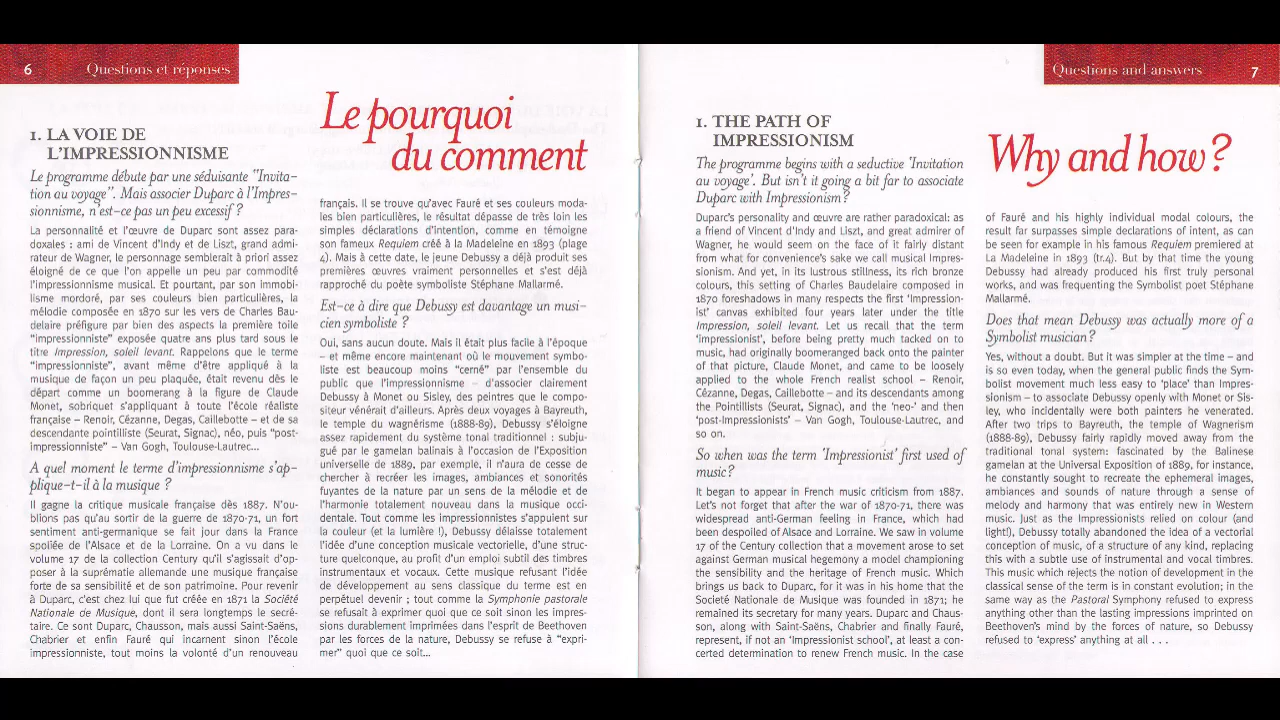 6
Questions et réponses
Le pourquoi
du comment
1. LA VOIE DE
L'IMPRESSIONNISME
Le programme débute par une séduisante "Invita-
tion au voyage". Mais associer Duparc à l'Impres-
sionnisme, n'est-ce pas un peu excessif ?
La personnalité et l'œuvre de Duparc sont assez para-
doxales : ami de Vincent d'Indy et de Liszt, grand admi-
rateur de Wagner, le personnage semblerait à priori assez
éloigné de ce que l'on appelle un peu par commodité
l'impressionnisme musical. Et pourtant, par son immobi-
lisme mordoré, par ses couleurs bien particulières, la
mélodie composée en 1870 sur les vers de Charles Bau-
delaire préfigure par bien des aspects la première toile
"impressionniste" exposée quatre ans plus tard sous le
titre Impression, soleil levant. Rappelons que le terme
"impressionniste", avant même d'être appliqué à la
musique de façon un peu plaquée, était revenu dès le
départ comme un boomerang à la figure de Claude
Monet, sobriquet s'appliquant à toute l'école réaliste
française – Renoir, Cézanne, Degas, Caillebotte – et de sa
descendante pointilliste (Seurat, Signac), néo, puis "post-
impressionniste" – Van Gogh, Toulouse-Lautrec...
A quel moment le terme d'impressionnisme s'ap-
plique-t-il à la musique ?
Il gagne la critique musicale française dès 1887. N'ou-
blions pas qu'au sortir de la guerre de 1870-71, un fort
sentiment anti-germanique se fait jour dans la France
spoliée de l'Alsace et de la Lorraine. On a vu dans le
volume 17 de la collection Century qu'il s'agissait d'op-
poser à la suprématie allemande une musique française
forte de sa sensibilité et de son patrimoine. Pour revenir
à Duparc, c'est chez lui que fut créée en 1871 la Société
Nationale de Musique, dont il sera longtemps le secré-
taire. Ce sont Duparc, Chausson, mais aussi Saint-Saëns,
Chabrier et enfin Fauré qui incarnent sinon l'école
impressionniste, tout moins la volonté d'un renouveau
français. Il se trouve qu'avec Fauré et ses couleurs moda-
les bien particulières, le résultat dépasse de très loin les
simples déclarations d'intention, comme en témoigne
son fameux Requiem créé à la Madeleine en 1893 (plage
4). Mais à cette date, le jeune Debussy a déjà produit ses
premières œuvres vraiment personnelles et s'est déjà
rapproché du poète symboliste Stéphane Mallarmé.
Est-ce à dire que Debussy est davantage un musi-
cien symboliste ?
Oui, sans aucun doute. Mais il était plus facile à l'époque
– et même encore maintenant où le mouvement symbo-
liste est beaucoup moins "cerné" par l'ensemble du
public que l'impressionnisme – d'associer clairement
Debussy à Monet ou Sisley, des peintres que le compo-
siteur vénérait d'ailleurs. Après deux voyages à Bayreuth,
le temple du wagnérisme (1888-89), Debussy s'éloigne
assez rapidement du système tonal traditionnel : subju-
gué par le gamelan balinais à l'occasion de l'Exposition
universelle de 1889, par exemple, il n'aura de cesse de
chercher à recréer les images, ambiances et sonorités
fuyantes de la nature par un sens de la mélodie et de
l'harmonie totalement nouveau dans la musique occi-
dentale. Tout comme les impressionnistes s'appuient sur
la couleur (et la lumière !), Debussy délaisse totalement
l'idée d'une conception musicale vectorielle, d'une struc-
ture quelconque, au profit d'un emploi subtil des timbres
instrumentaux et vocaux. Cette musique refusant l'idée
de développement au sens classique du terme est en
perpétuel devenir ; tout comme la Symphonie pastorale
se refusait à exprimer quoi que ce soit sinon les impres-
sions durablement imprimées dans l'esprit de Beethoven
par les forces de la nature, Debussy se refuse à "expri-
mer" quoi que ce soit...
Questions and answers
7
Why and how ?
1. THE PATH OF
IMPRESSIONISM
The programme begins with a seductive 'Invitation
au voyage'. But isn't it going a bit far to associate
Duparc with Impressionism?
Duparc's personality and œuvre are rather paradoxical: as
a friend of Vincent d'Indy and Liszt, and great admirer of
Wagner, he would seem on the face of it fairly distant
from what for convenience's sake we call musical Impres-
sionism. And yet, in its lustrous stillness, its rich bronze
colours, this setting of Charles Baudelaire composed in
1870 foreshadows in many respects the first 'Impression-
ist' canvas exhibited four years later under the title
Impression, soleil levant. Let us recall that the term
'Impressionist', before being pretty much tacked on to
music, had originally boomeranged back onto the painter
of that picture, Claude Monet, and came to be loosely
applied to the whole French realist school – Renoir,
Cézanne, Degas, Caillebotte – and its descendants among
the Pointillists (Seurat, Signac), and the 'neo-' and then
'post-Impressionists' – Van Gogh, Toulouse-Lautrec, and
so on.
So when was the term 'Impressionist' first used of
music?
It began to appear in French music criticism from 1887.
Let's not forget that after the war of 1870-71, there was
widespread anti-German feeling in France, which had
been despoiled of Alsace and Lorraine. We saw in volume
17 of the Century collection that a movement arose to set
against German musical hegemony a model championing
the sensibility and the heritage of French music. Which
brings us back to Duparc, for it was in his home that the
Societé Nationale de Musique was founded in 1871; he
remained its secretary for many years. Duparc and Chaus-
son, along with Saint-Saëns, Chabrier and finally Fauré,
represent, if not an 'Impressionist school', at least a con-
certed determination to renew French music. In the case
of Fauré and his highly individual modal colours, the
result far surpasses simple declarations of intent, as can
be seen for example in his famous Requiem premiered at
La Madeleine in 1893 (tr.4). But by that time the young
Debussy had already produced his first truly personal
works, and was frequenting the Symbolist poet Stéphane
Mallarmé.
Does that mean Debussy was actually more of a
Symbolist musician?
Yes, without a doubt. But it was simpler at the time – and
is so even today, when the general public finds the Sym-
bolist movement much less easy to 'place' than Impres-
sionism – to associate Debussy openly with Monet or Sis-
ley, who incidentally were both painters he venerated.
After two trips to Bayreuth, the temple of Wagnerism
(1888-89), Debussy fairly rapidly moved away from the
traditional tonal system: fascinated by the Balinese
gamelan at the Universal Exposition of 1889, for instance,
he constantly sought to recreate the ephemeral images,
ambiances and sounds of nature through a sense of
melody and harmony that was entirely new in Western
music. Just as the Impressionists relied on colour (and
light!), Debussy totally abandoned the idea of a vectorial
conception of music, of a structure of any kind, replacing
this with a subtle use of instrumental and vocal timbres.
This music which rejects the notion of development in the
classical sense of the term is in constant evolution; in the
same way as the Pastoral Symphony refused to express
anything other than the lasting impressions imprinted on
Beethoven's mind by the forces of nature, so Debussy
refused to 'express' anything at all . . .